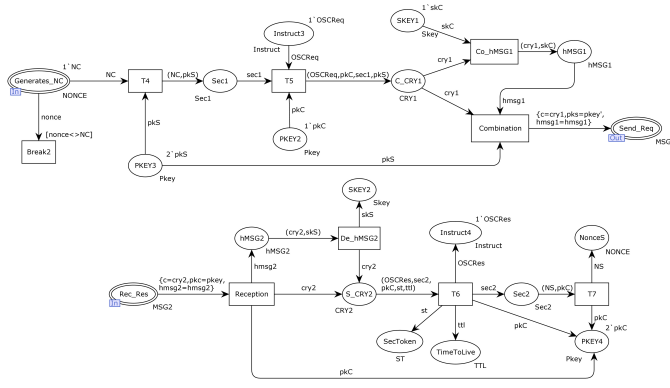 1`skC
SKEY1
Skey
skC
1`OSCReq
Instruct3
Instruct
OSCReq
1`NC
Generates_NC
In
NONCE
NC
T4
(NC,pkS)
Sec1
Sec1
sec1
T5
(OSCReq,pkC,sec1,pkS)
C_CRY1
CRY1
cry1
cry1
Co_hMSG1
(cry1,skC)
hMSG1
hMSG1
hmsg1
nonce
[nonce<>NC]
Break2
pkS
2`pkS
PKEY3
Pkey
pkC
1`pkC
PKEY2
Pkey
pkS
Combination
{c=cry1,pks=pkey',
hmsg1=hmsg1}
Send_Req
Out
MSG
SKEY2
Skey
skS
hMSG2
hMSG2
(cry2,skS)
De_hMSG2
hmsg2
cry2
{c=cry2,pkc=pkey,
hmsg2=hmsg2}
Rec_Res
In
MSG2
Reception
cry2
S_CRY2
CRY2
(OSCRes,sec2,
pkC,st,ttl)
1`OSCRes
Instruct4
Instruct
OSCRes
T6
sec2
Sec2
Sec2
(NS,pkC)
T7
NonceS
NONCE
NS
st
SecToken
ST
ttl
TimeToLive
TTL
pkC
pkC
2`pkC
PKEY4
Pkey
pkC